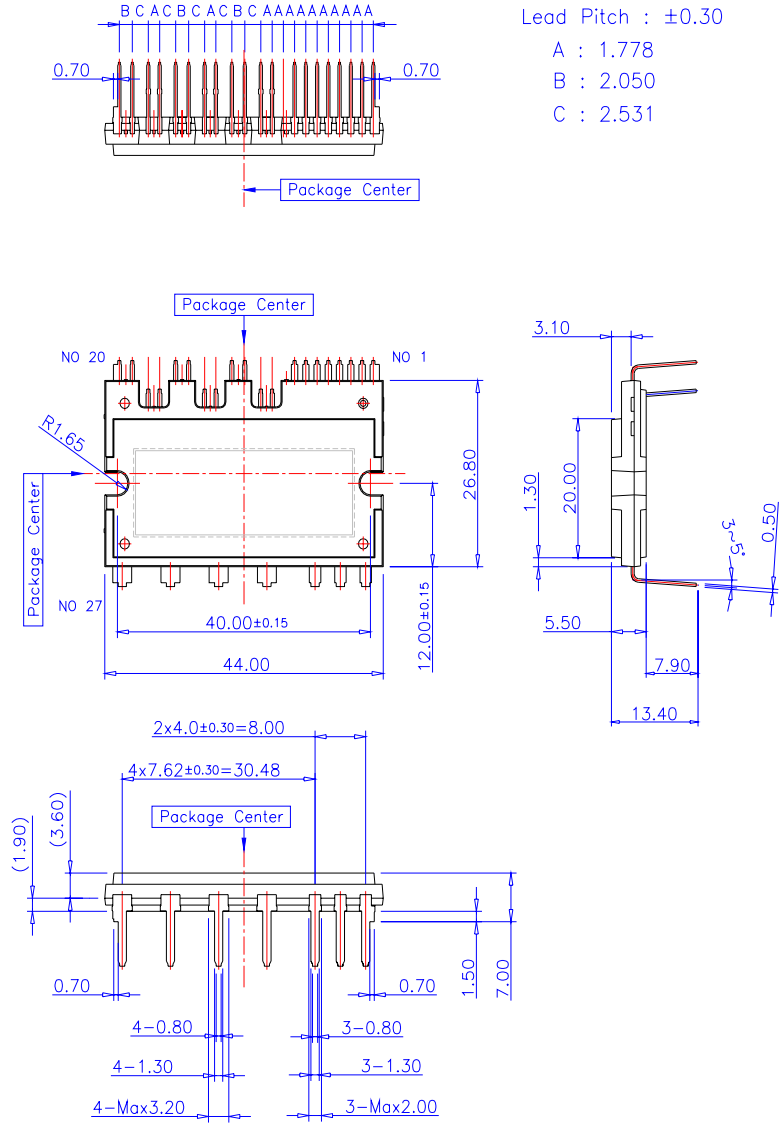 B C A C B C A C B C A A A A A A A A A A
Lead Pitch : ±0.30
A : 1.778
B : 2.050
C : 2.531
0.70
0.70
Package Center
Package Center
NO 20
NO 1
3.10
R1.65
Package Center
26.80
1.30
20.00
3~5°
0.50
NO 27
40.00±0.15
12.00±0.15
5.50
44.00
7.90
13.40
2x4.0±0.30=8.00
4x7.62±0.30=30.48
Package Center
(1.90)
(3.60)
0.70
0.70
1.50
7.00
4-0.80
3-0.80
4-1.30
3-1.30
4-Max3.20
3-Max2.00